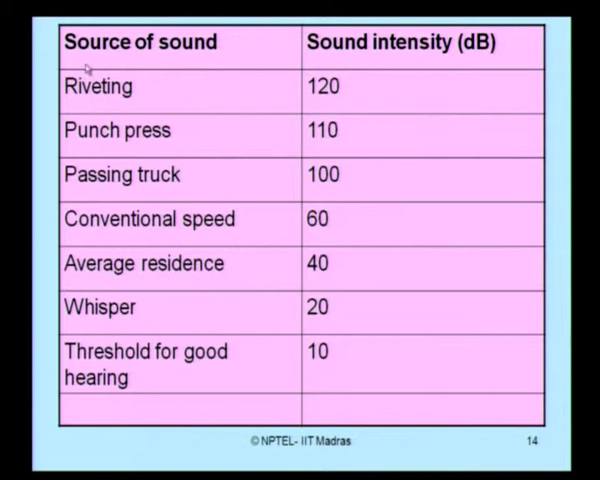 Source of sound Sound intensity (dB)
Riveting 120
Punch press 110
Passing truck 100
Conventional speed 60
Average residence 40
Whisper 20
Threshold for good 10
hearing
© NPTEL- IIT Madras 14